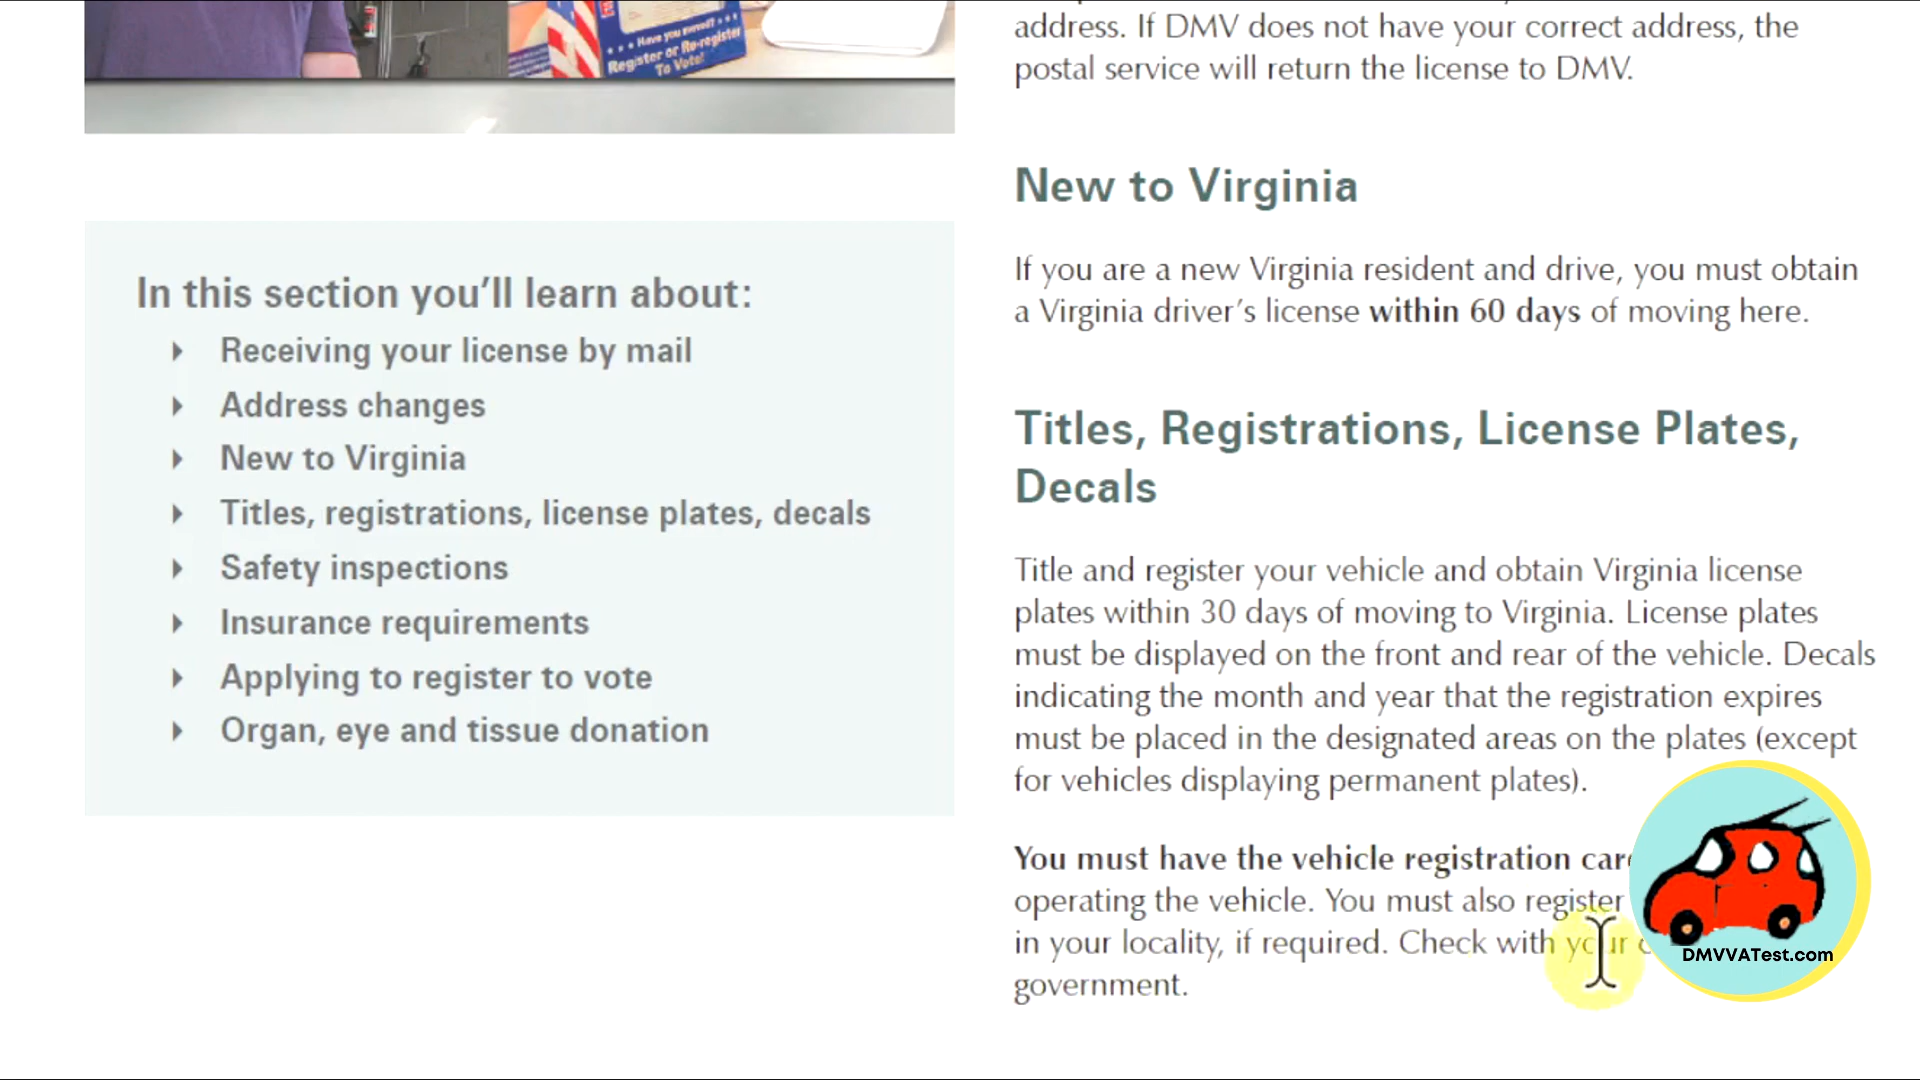 Have you moved?
Register or Re-register
To Vote!
In this section you'll learn about:
Receiving your license by mail
Address changes
New to Virginia
Titles, registrations, license plates, decals
Safety inspections
Insurance requirements
Applying to register to vote
Organ, eye and tissue donation
address. If DMV does not have your correct address, the
postal service will return the license to DMV.
New to Virginia
If you are a new Virginia resident and drive, you must obtain
a Virginia driver's license within 60 days of moving here.
Titles, Registrations, License Plates,
Decals
Title and register your vehicle and obtain Virginia license
plates within 30 days of moving to Virginia. License plates
must be displayed on the front and rear of the vehicle. Decals
indicating the month and year that the registration expires
must be placed in the designated areas on the plates (except
for vehicles displaying permanent plates).
You must have the vehicle registration
operating the vehicle. You must also register
in your locality, if required. Check with your
government.
DMVVATest.com